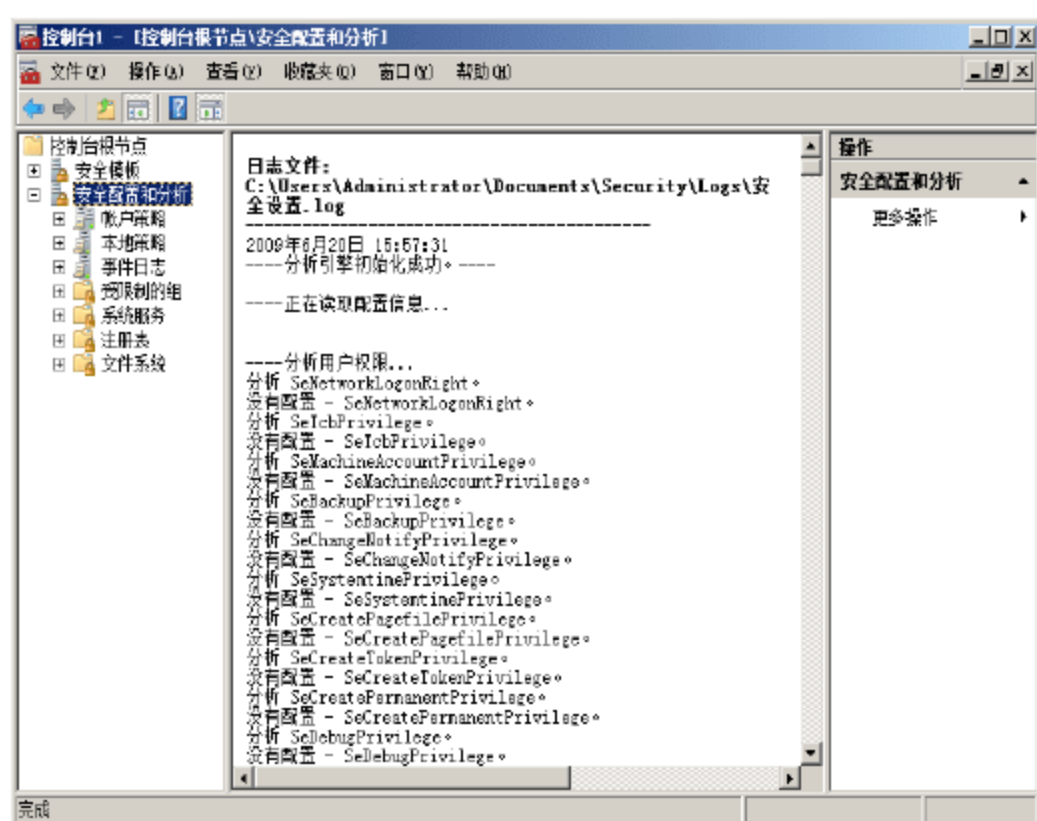 控制台1 - [控制台根节点\安全配置和分析]
文件(F) 操作(A) 查看(V) 收藏夹(O) 窗口(W) 帮助(H)
控制台根节点
安全模板
安全配置和分析
帐户策略
本地策略
事件日志
受限制的组
系统服务
注册表
文件系统
日志文件:
C:\Users\Administrator\Documents\Security\Logs\安
全设置.log
-------------------------------------------
2009年6月20日 15:57:31
----分析引擎初始化成功。----
----正在读取配置信息...
----分析用户权限...
分析 SeNetworkLogonRight。
没有配置 - SeNetworkLogonRight。
分析 SeTcbPrivilege。
没有配置 - SeTcbPrivilege。
分析 SeMachineAccountPrivilege。
没有配置 - SeMachineAccountPrivilege。
分析 SeBackupPrivilege。
没有配置 - SeBackupPrivilege。
分析 SeChangeNotifyPrivilege。
没有配置 - SeChangeNotifyPrivilege。
分析 SeSystemtimePrivilege。
没有配置 - SeSystemtimePrivilege。
分析 SeCreatePagefilePrivilege。
没有配置 - SeCreatePagefilePrivilege。
分析 SeCreateTokenPrivilege。
没有配置 - SeCreateTokenPrivilege。
分析 SeCreatePermanentPrivilege。
没有配置 - SeCreatePermanentPrivilege。
分析 SeDebugPrivilege。
没有配置 - SeDebugPrivilege。
操作
安全配置和分析
更多操作
完成